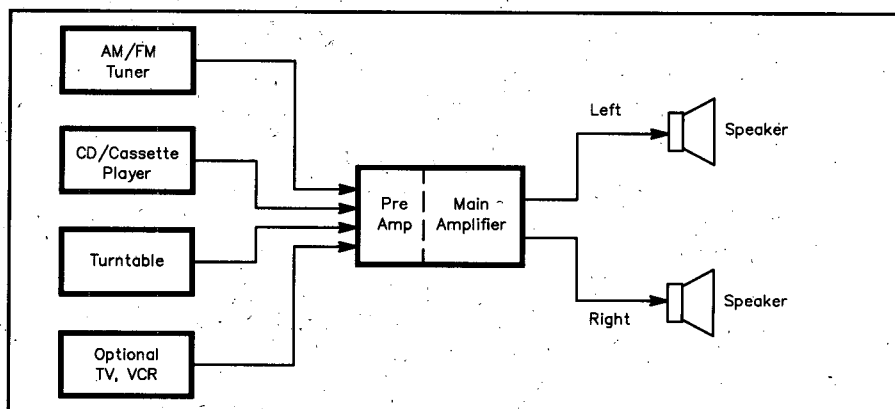 AM/FM
Tuner
CD/Cassette
Player
Turntable
Optional
TV, VCR
Pre
Amp
Main
Amplifier
Left
Speaker
Right
Speaker